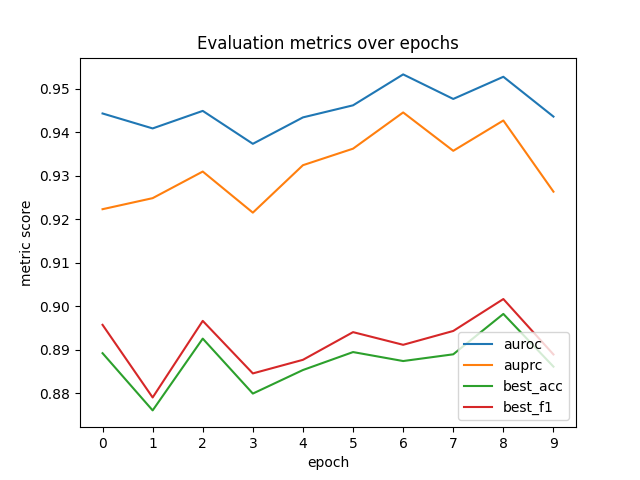 Evaluation metrics over epochs
metric score
0.95
0.94
0.93
0.92
0.91
0.90
0.89
0.88
auroc
auprc
best_acc
best_f1
0 1 2 3 4 5 6 7 8 9
epoch